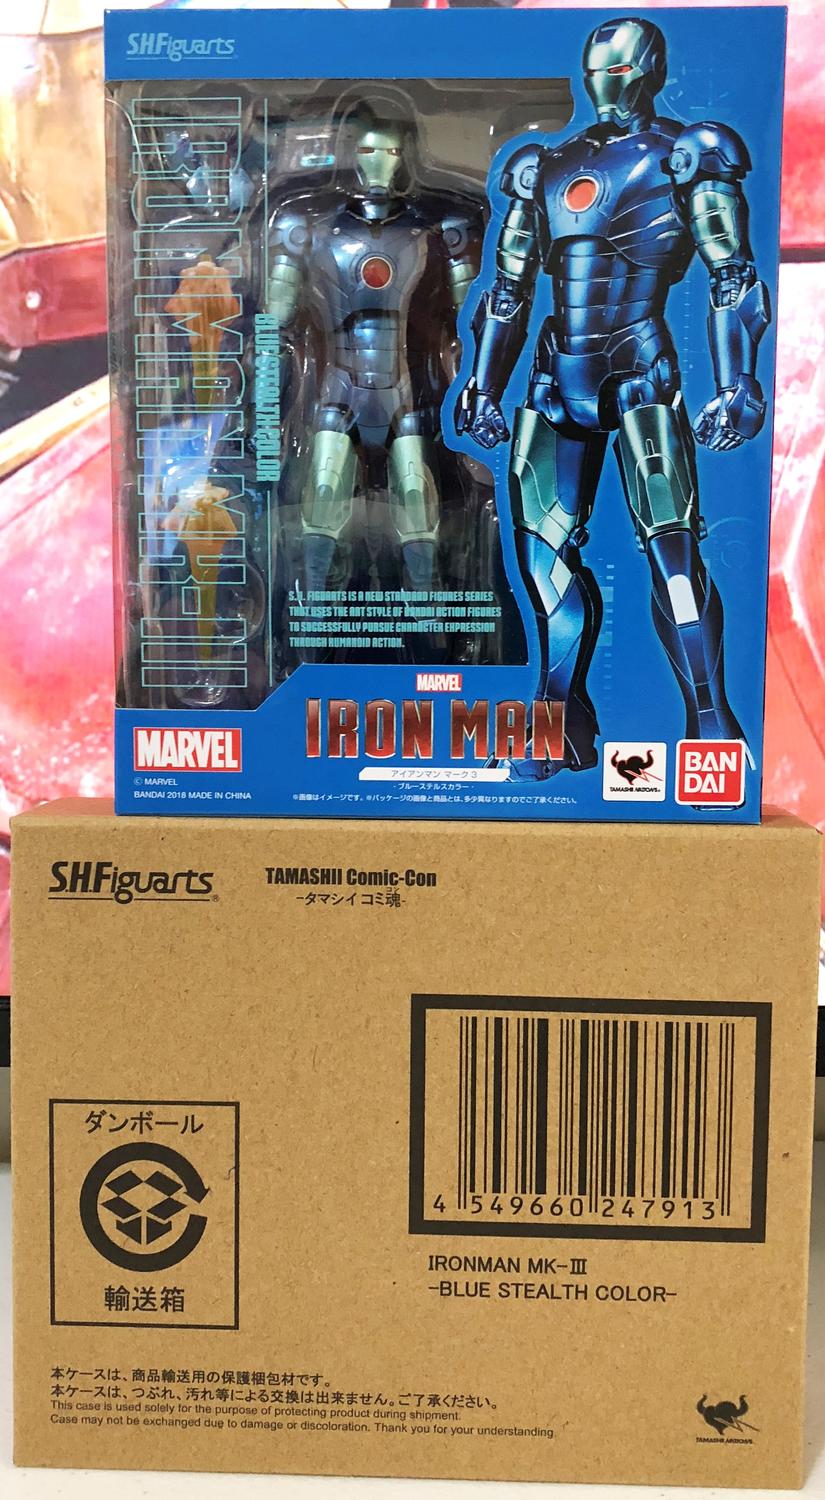 S.H.Figuarts
IRON MAN MK-III
BLUE STEALTH COLOR
S.H. FIGUARTS IS A NEW STANDARD FIGURES SERIES
THAT USES THE ART STYLE OF BANDAI ACTION FIGURES
TO SUCCESSFULLY PURSUE CHARACTER EXPRESSION
THROUGH HUMANOID ACTION.
MARVEL
IRON MAN
アイアンマン マーク3
-ブルーステルスカラー-
※画像はイメージです。※パッケージの画像と商品とは、多少異なりますのでご了承ください。
MARVEL
© MARVEL
BANDAI 2018 MADE IN CHINA
TAMASHII NATIONS
BAN
DAI
S.H.Figuarts®
TAMASHII Comic-Con
-タマシイ コミ魂-
コン
4 549660 247913
IRONMAN MK-Ⅲ
-BLUE STEALTH COLOR-
ダンボール
輸送箱
本ケースは、商品輸送用の保護梱包材です。
本ケースは、つぶれ、汚れ等による交換は出来ません。ご了承ください。
This case is used solely for the purpose of protecting product during shipment.
Case may not be exchanged due to damage or discoloration. Thank you for your understanding.
TAMASHII NATIONS